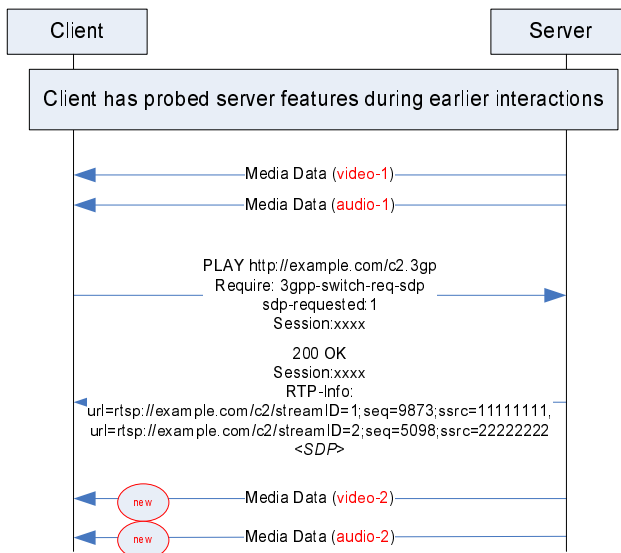 Client
Server
Client has probed server features during earlier interactions
Media Data (video-1)
Media Data (audio-1)
PLAY http://example.com/c2.3gp
Require: 3gpp-switch-req-sdp
sdp-requested:1
Session:xxxx
200 OK
Session:xxxx
RTP-Info:
url=rtsp://example.com/c2/streamID=1;seq=9873;ssrc=11111111,
url=rtsp://example.com/c2/streamID=2;seq=5098;ssrc=22222222
<SDP>
new
Media Data (video-2)
new
Media Data (audio-2)